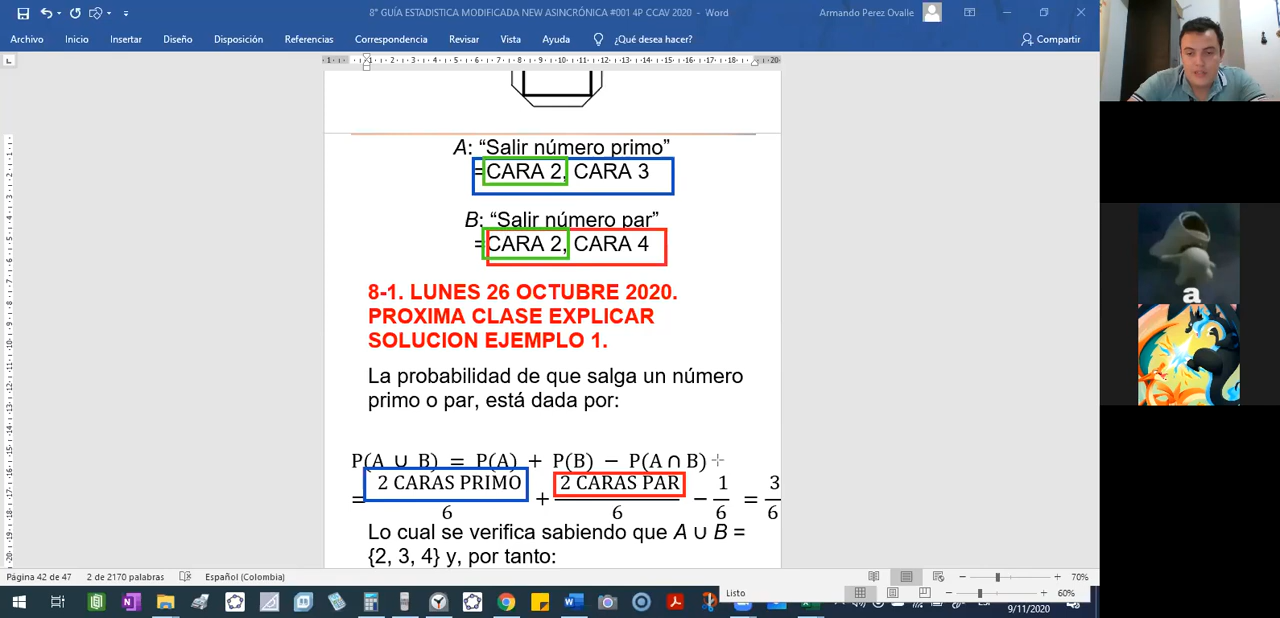 8° GUÍA ESTADISTICA MODIFICADA NEW ASINCRÓNICA #001 4P CCAV 2020 - Word
Armando Perez Ovalle
Archivo Inicio Insertar Diseño Disposición Referencias Correspondencia Revisar Vista Ayuda ¿Qué desea hacer? Compartir
A: “Salir número primo”
=CARA 2, CARA 3
B: “Salir número par”
=CARA 2, CARA 4
8-1. LUNES 26 OCTUBRE 2020.
PROXIMA CLASE EXPLICAR
SOLUCION EJEMPLO 1.
La probabilidad de que salga un número
primo o par, está dada por:
P(A ∪ B) = P(A) + P(B) − P(A ∩ B)
= 2 CARAS PRIMO/6 + 2 CARAS PAR/6 − 1/6 = 3/6
Lo cual se verifica sabiendo que A ∪ B =
{2, 3, 4} y, por tanto:
a
Página 42 de 47 2 de 2170 palabras Español (Colombia) 70%
Listo 60%
9/11/2020